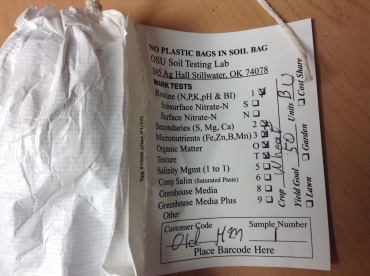 NO PLASTIC BAGS IN SOIL BAG
OSU Soil Testing Lab
045 Ag Hall Stillwater, OK 74078
MARK TESTS
Routine (N,P,K,pH & BI) 1
Subsurface Nitrate-N S
Surface Nitrate-N
Secondaries (S, Mg, Ca) 2
Micronutrients (Fe,Zn,B,Mn) 3
Organic Matter O
Texture T
Salinity Mgmt (1 to 1) 5
Comp Salin (Saturated Paste) 6
Greenhouse Media 8
Greenhouse Media Plus 9
Other
Customer Code Sample Number
Old HM 1
Place Barcode Here
Crop Wheat
Yield Goal 50 Units BU
Lawn Garden Cost Share